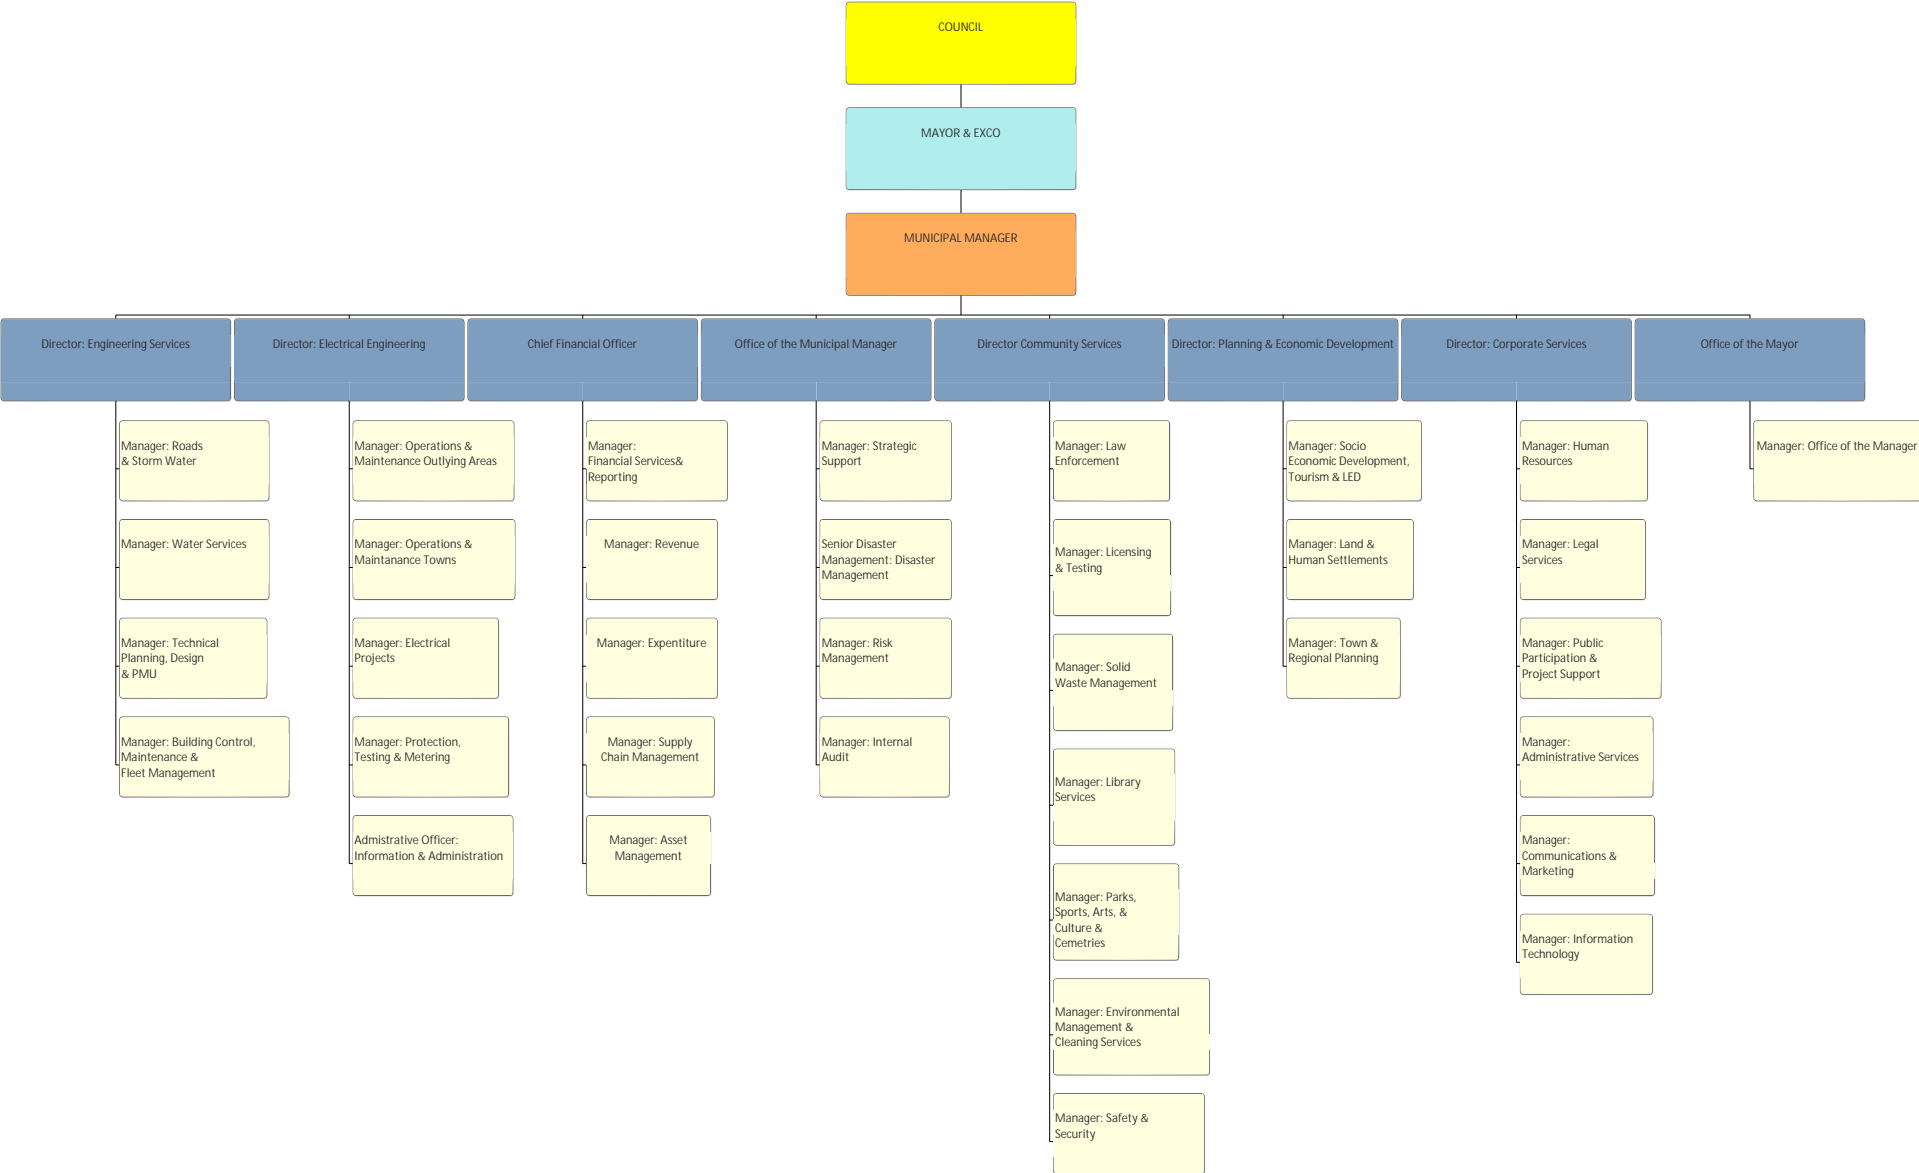 COUNCIL
MAYOR & EXCO
MUNICIPAL MANAGER
Director: Engineering Services
Manager: Roads
& Storm Water
Manager: Water Services
Manager: Technical
Planning, Design
& PMU
Manager: Building Control,
Maintenance &
Fleet Management
Director: Electrical Engineering
Manager: Operations &
Maintenance Outlying Areas
Manager: Operations &
Maintanance Towns
Manager: Electrical
Projects
Manager: Protection,
Testing & Metering
Admistrative Officer:
Information & Administration
Chief Financial Officer
Manager:
Financial Services&
Reporting
Manager: Revenue
Manager: Expentiture
Manager: Supply
Chain Management
Manager: Asset
Management
Office of the Municipal Manager
Manager: Strategic
Support
Senior Disaster
Management: Disaster
Management
Manager: Risk
Management
Manager: Internal
Audit
Director Community Services
Manager: Law
Enforcement
Manager: Licensing
& Testing
Manager: Solid
Waste Management
Manager: Library
Services
Manager: Parks,
Sports, Arts, &
Culture &
Cemetries
Manager: Environmental
Management &
Cleaning Services
Manager: Safety &
Security
Director: Planning & Economic Development
Manager: Socio
Economic Development,
Tourism & LED
Manager: Land &
Human Settlements
Manager: Town &
Regional Planning
Director: Corporate Services
Manager: Human
Resources
Manager: Legal
Services
Manager: Public
Participation &
Project Support
Manager:
Administrative Services
Manager:
Communications &
Marketing
Manager: Information
Technology
Office of the Mayor
Manager: Office of the Manager